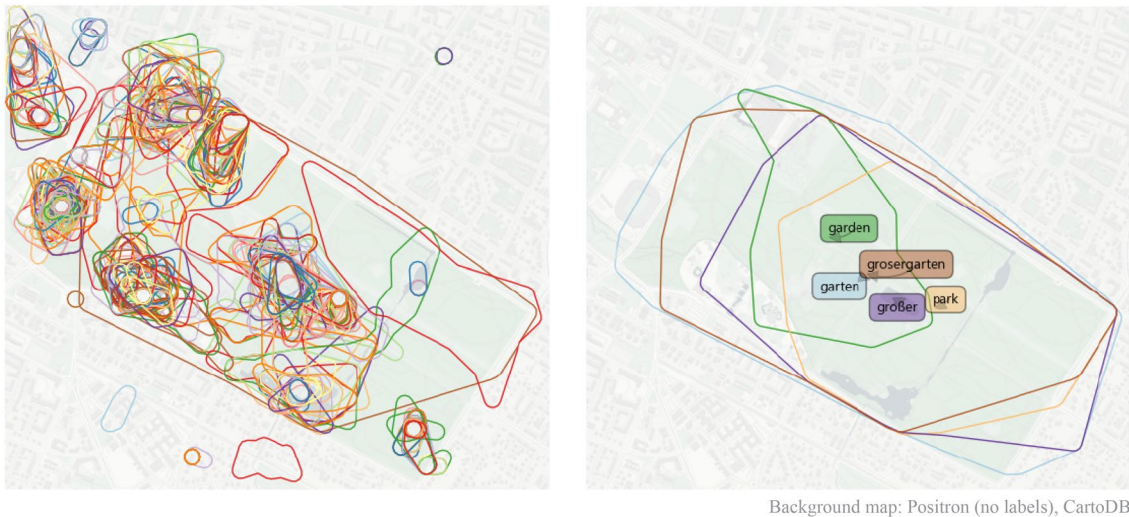 garden
grosergarten
garten
großer
park
Background map: Positron (no labels), CartoDB